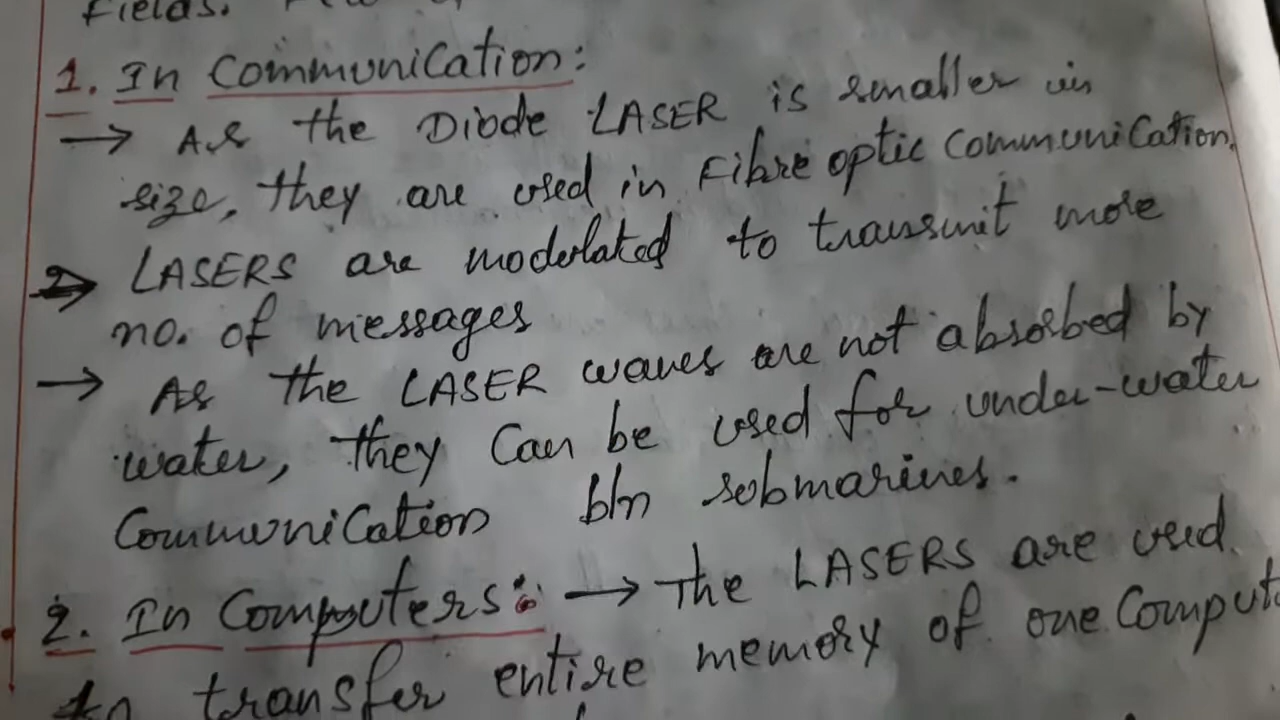 Fields.
1. In Communication:
→ As the Diode LASER is smaller in
size, they are used in Fibre optic Communication.
→ LASERS are modulated to transmit more
no. of messages
→ As the LASER waves are not absorbed by
water, they Can be used for under-water
Communication b/n submarines.
2. In Computers: → The LASERS are used
to transfer entire memory of one Comput